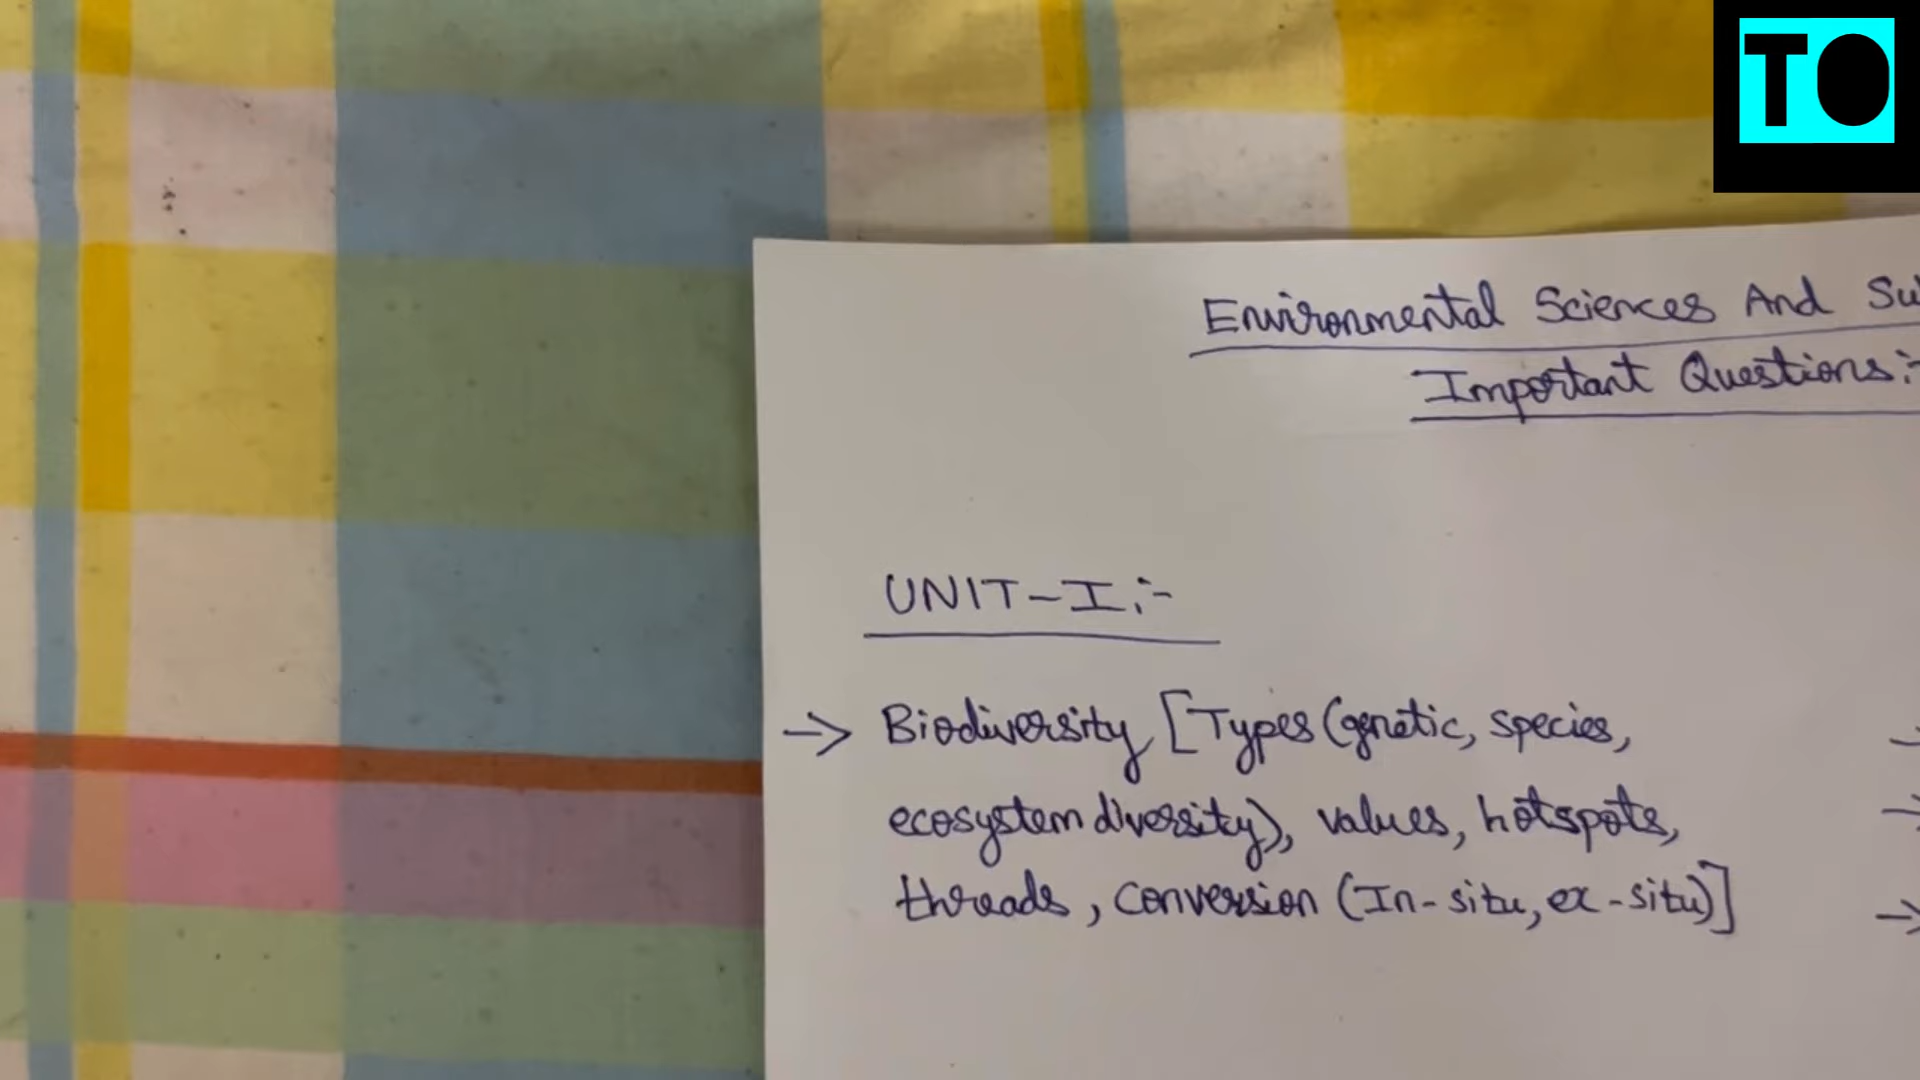 TO
Environmental Sciences And Su
Important Questions:-
UNIT-I:-
→ Biodiversity [Types (genetic, species,
ecosystem diversity), values, hotspots,
threads, conversion (In-situ, ex-situ)]
→
→
→